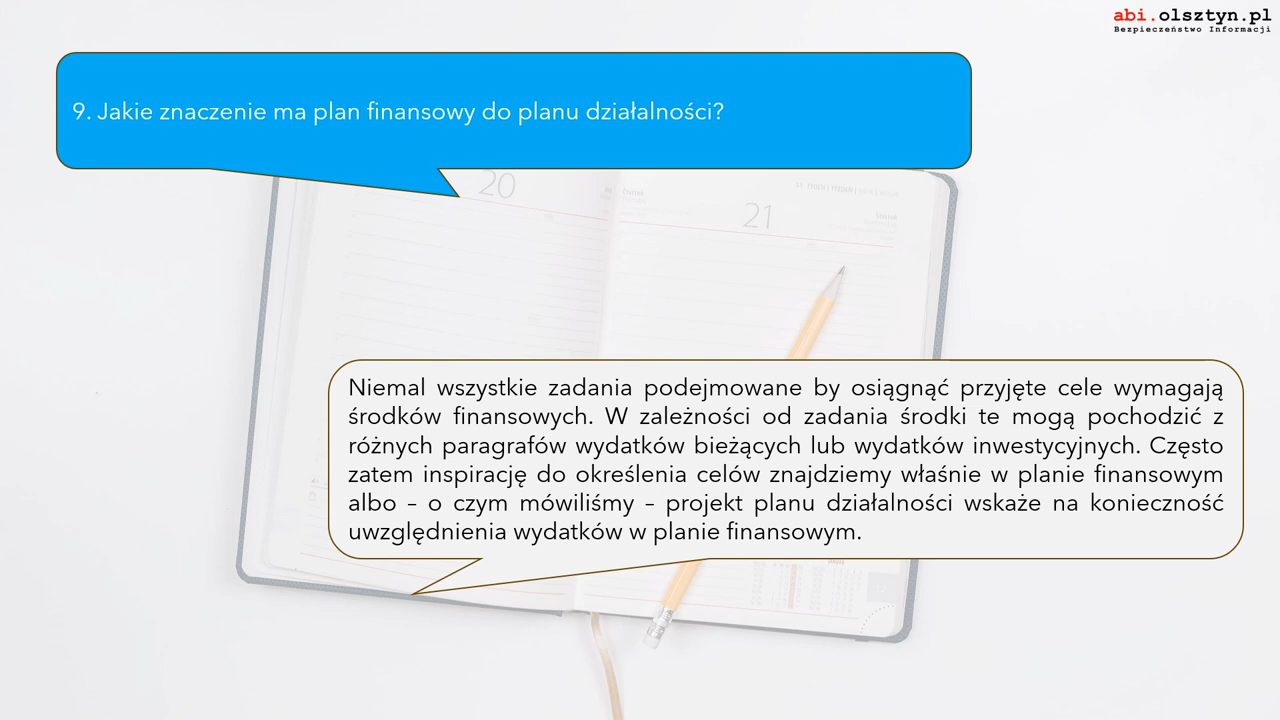 abi.olsztyn.pl
Bezpieczeństwo Informacji
9. Jakie znaczenie ma plan finansowy do planu działalności?
20
21
Niemal wszystkie zadania podejmowane by osiągnąć przyjęte cele wymagają
środków finansowych. W zależności od zadania środki te mogą pochodzić z
różnych paragrafów wydatków bieżących lub wydatków inwestycyjnych. Często
zatem inspirację do określenia celów znajdziemy właśnie w planie finansowym
albo – o czym mówiliśmy – projekt planu działalności wskaże na konieczność
uwzględnienia wydatków w planie finansowym.